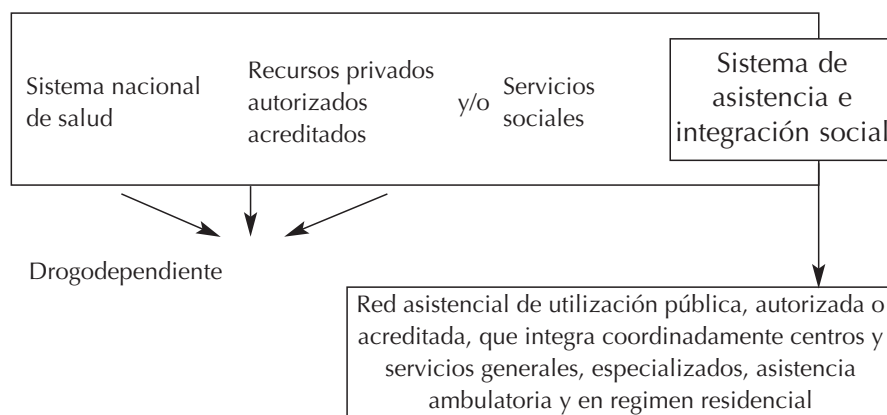 Sistema nacional
de salud
Recursos privados
autorizados
acreditados
y/o
Servicios
sociales
Sistema de
asistencia e
integración social
Drogodependiente
Red asistencial de utilización pública, autorizada o
acreditada, que integra coordinadamente centros y
servicios generales, especializados, asistencia
ambulatoria y en regimen residencial